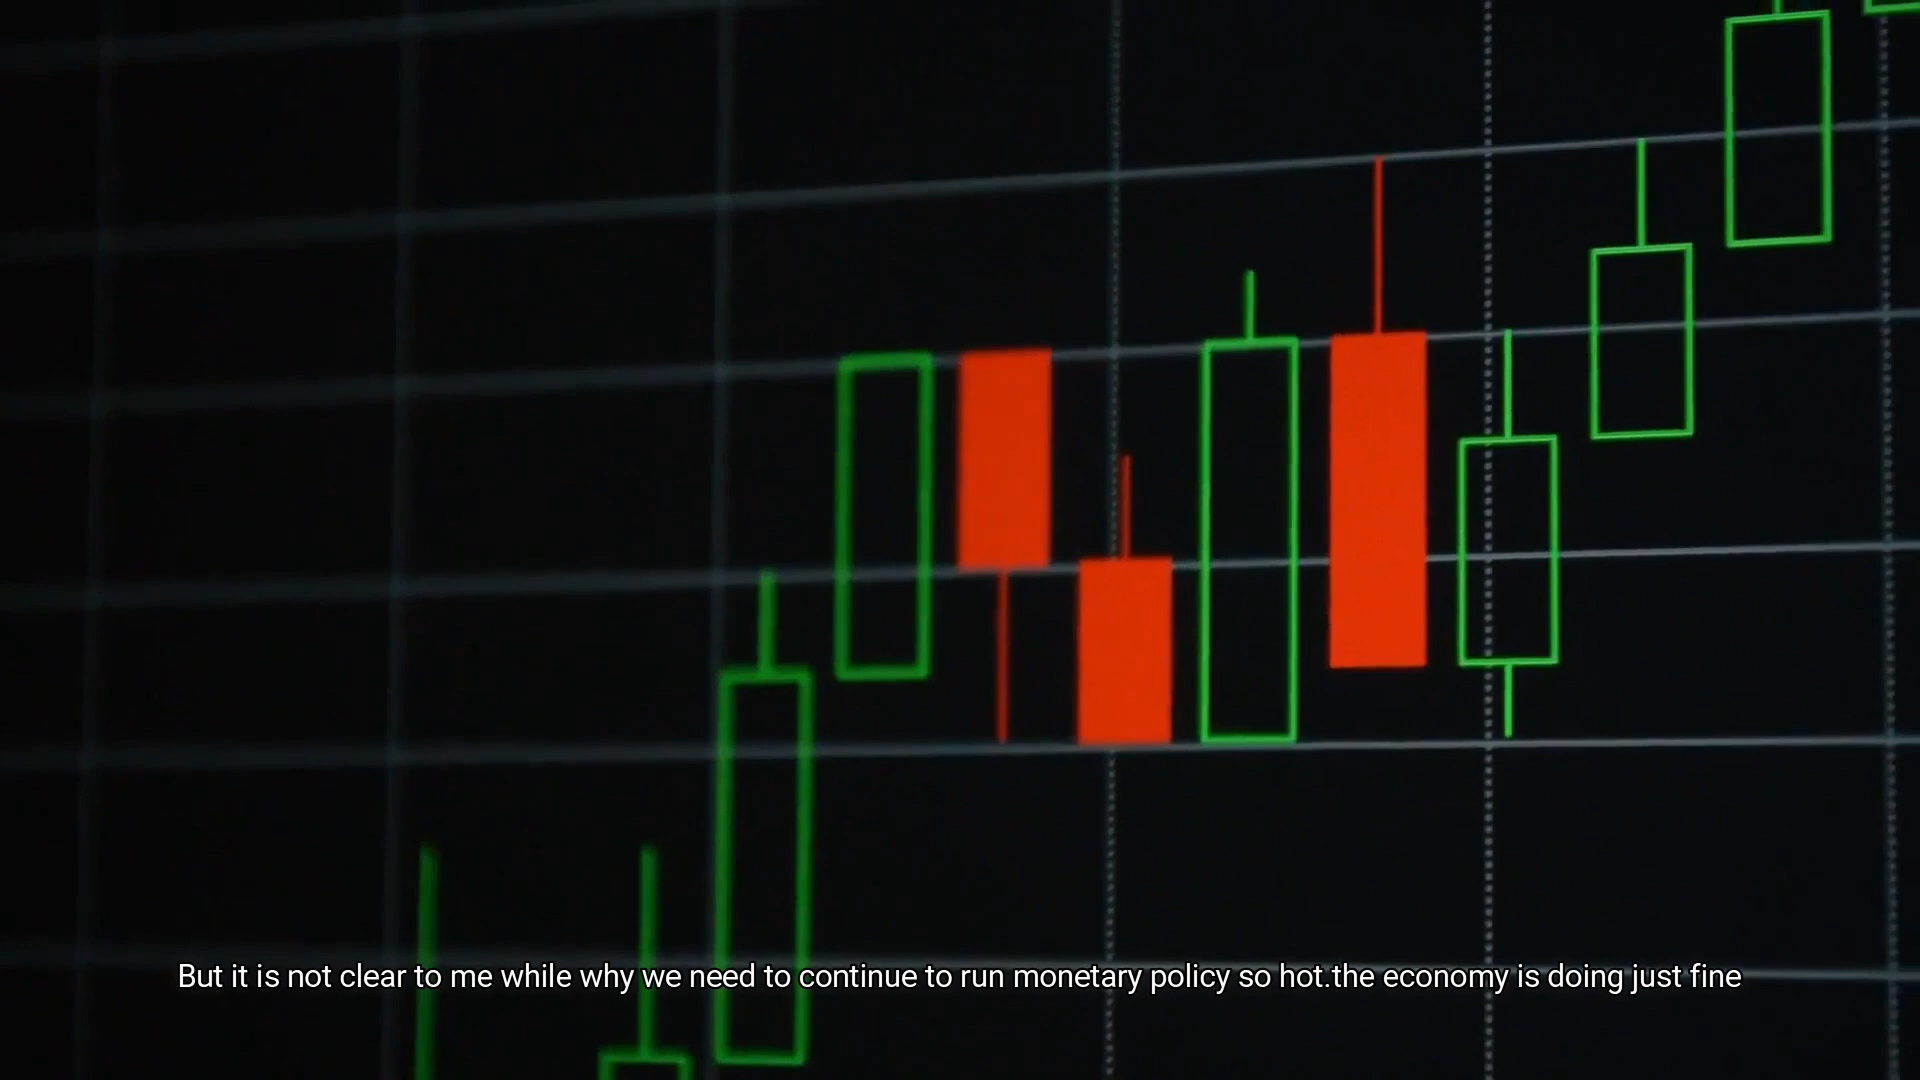 But it is not clear to me while why we need to continue to run monetary policy so hot.the economy is doing just fine